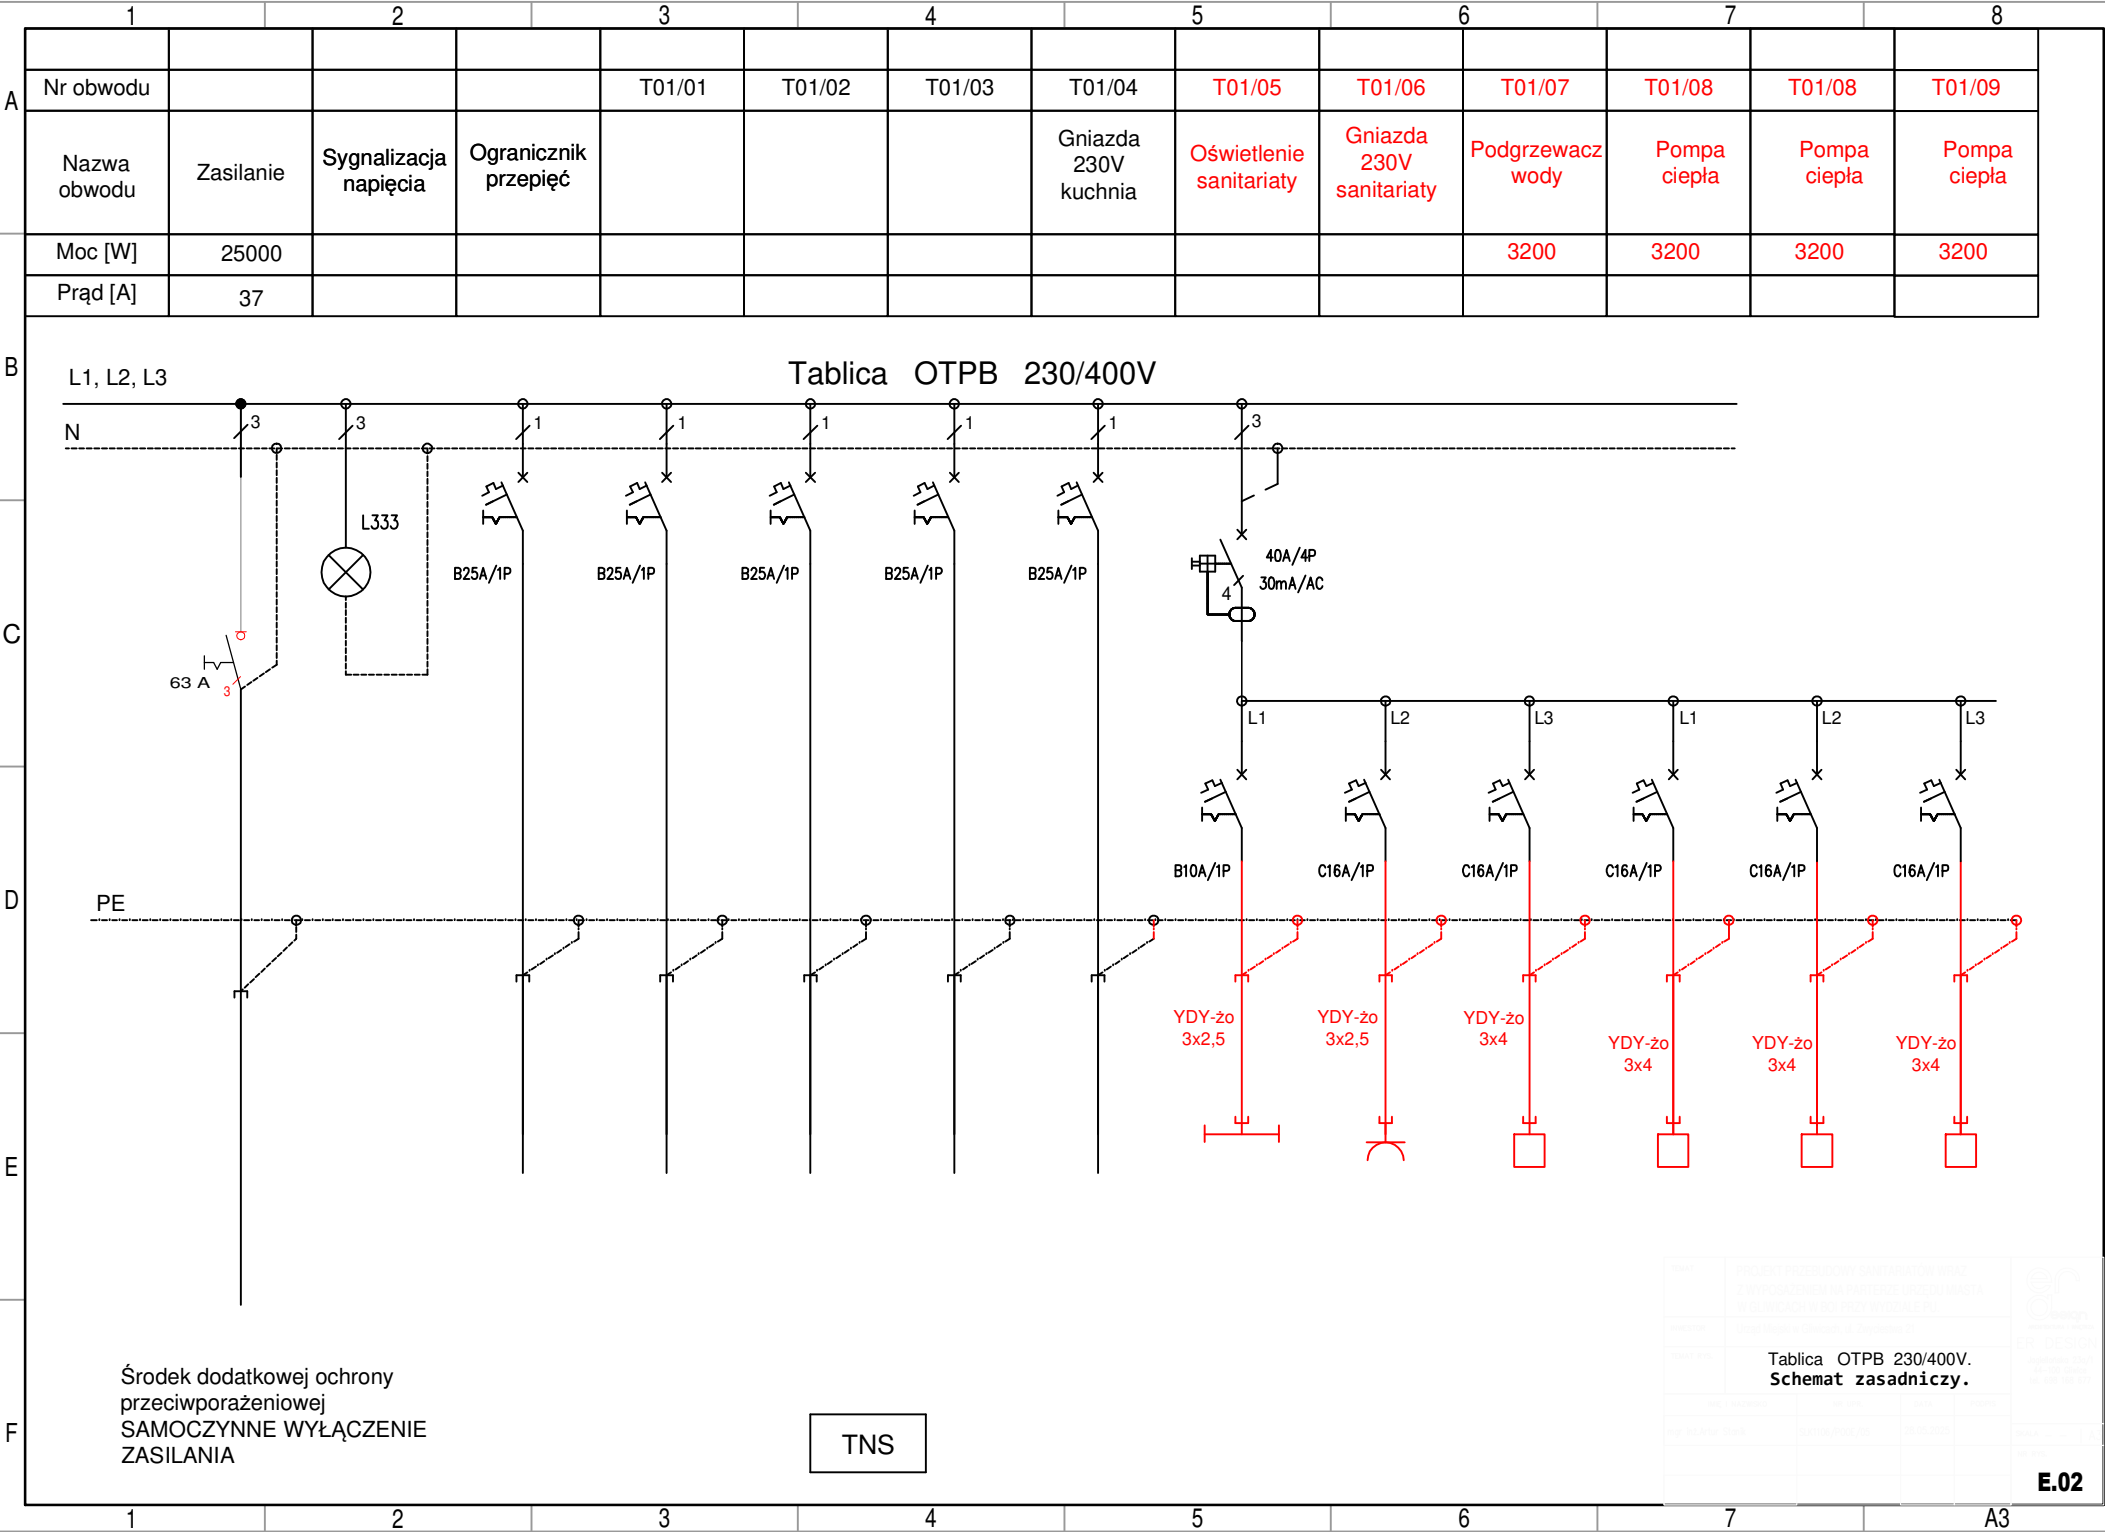 1 2 3 4 5 6 7 8
A
Nr obwodu T01/01 T01/02 T01/03 T01/04 T01/05 T01/06 T01/07 T01/08 T01/08 T01/09
Nazwa
obwodu
Zasilanie
Sygnalizacja
napięcia
Ogranicznik
przepięć
Gniazda
230V
kuchnia
Oświetlenie
sanitariaty
Gniazda
230V
sanitariaty
Podgrzewacz
wody
Pompa
ciepła
Pompa
ciepła
Pompa
ciepła
Moc [W] 25000 3200 3200 3200 3200
Prąd [A] 37
B
Tablica OTPB 230/400V
L1, L2, L3
3 3 1 1 1 1 1 3
N
L333
B25A/1P B25A/1P B25A/1P B25A/1P B25A/1P
40A/4P
30mA/AC
4
C
63 A 3
L1 L2 L3 L1 L2 L3
B10A/1P C16A/1P C16A/1P C16A/1P C16A/1P C16A/1P
D
PE
YDY-żo
3x2,5
YDY-żo
3x2,5
YDY-żo
3x4
YDY-żo
3x4
YDY-żo
3x4
YDY-żo
3x4
E
Środek dodatkowej ochrony
przeciwporażeniowej
SAMOCZYNNE WYŁĄCZENIE
ZASILANIA
TNS
F
Tablica OTPB 230/400V.
Schemat zasadniczy.
E.02
1 2 3 4 5 6 7 A3